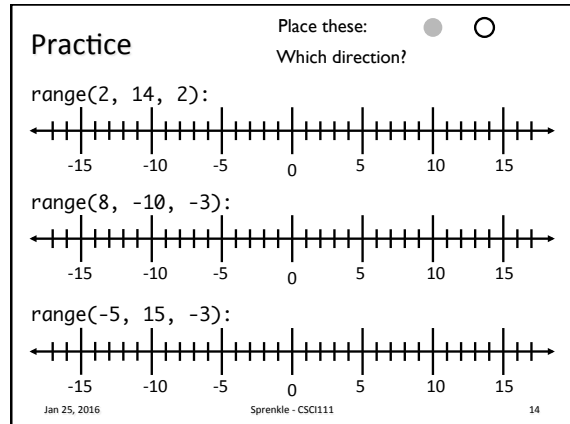 Practice
Place these:
Which direction?
range(2, 14, 2):
-15 -10 -5 0 5 10 15
range(8, -10, -3):
-15 -10 -5 0 5 10 15
range(-5, 15, -3):
-15 -10 -5 0 5 10 15
Jan 25, 2016 Sprenkle - CSCI111 14